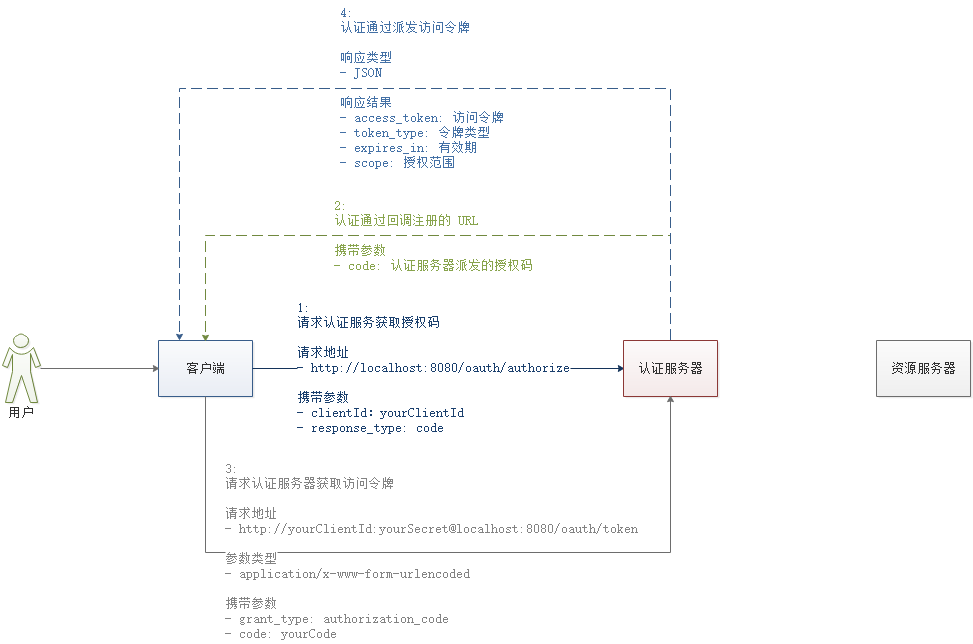 4:
认证通过派发访问令牌
响应类型
- JSON
响应结果
- access_token: 访问令牌
- token_type: 令牌类型
- expires_in: 有效期
- scope: 授权范围
2:
认证通过回调注册的 URL
携带参数
- code: 认证服务器派发的授权码
1:
请求认证服务获取授权码
请求地址
- http://localhost:8080/oauth/authorize
携带参数
- clientId: yourClientId
- response_type: code
用户
客户端
认证服务器
资源服务器
3:
请求认证服务器获取访问令牌
请求地址
- http://yourClientId:yourSecret@localhost:8080/oauth/token
参数类型
- application/x-www-form-urlencoded
携带参数
- grant_type: authorization_code
- code: yourCode